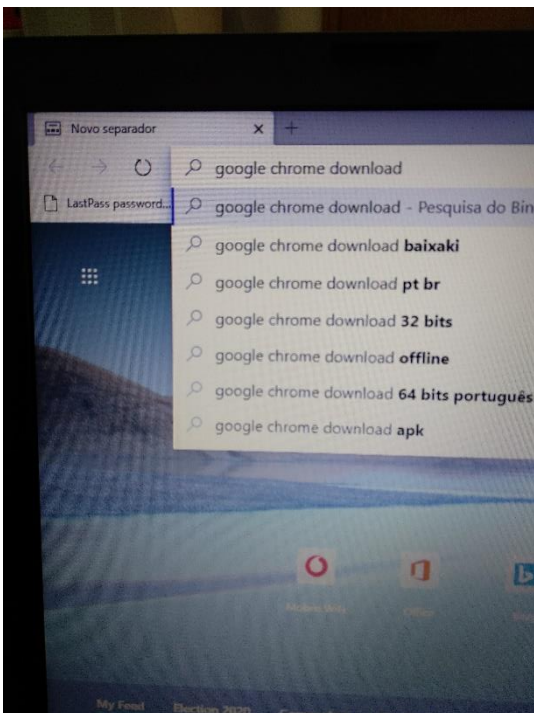 Novo separador
google chrome download
LastPass password...
google chrome download - Pesquisa do Bin
google chrome download baixaki
google chrome download pt br
google chrome download 32 bits
google chrome download offline
google chrome download 64 bits português
google chrome download apk
Office
My Feed Election 2020